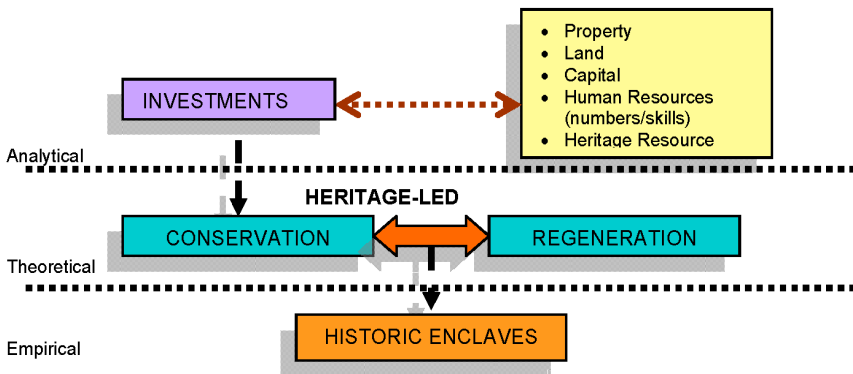 • Property
• Land
• Capital
• Human Resources
(numbers/skills)
• Heritage Resource
INVESTMENTS
Analytical
HERITAGE-LED
CONSERVATION
REGENERATION
Theoretical
HISTORIC ENCLAVES
Empirical